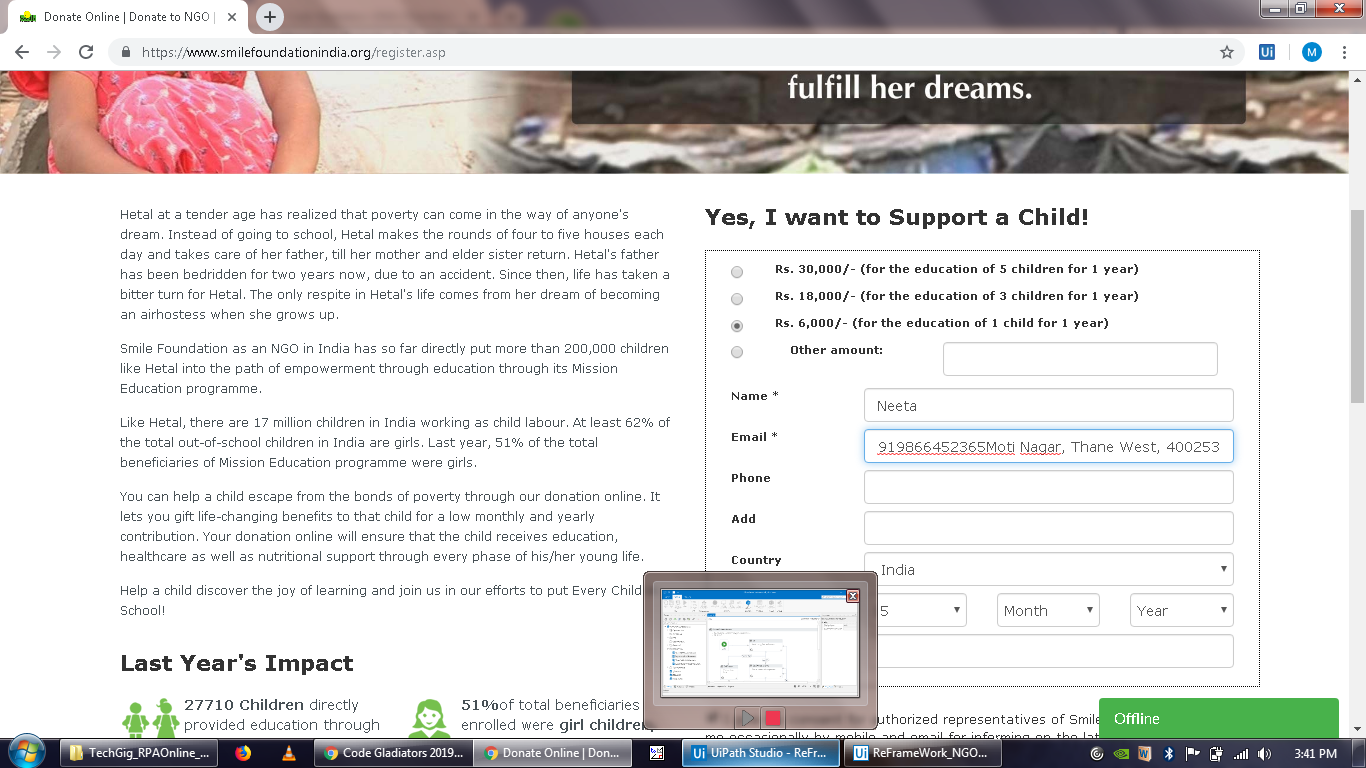 Donate Online | Donate to NGO |
https://www.smilefoundationindia.org/register.asp
Ui
M
fulfill her dreams.
Hetal at a tender age has realized that poverty can come in the way of anyone's
dream. Instead of going to school, Hetal makes the rounds of four to five houses each
day and takes care of her father, till her mother and elder sister return. Hetal's father
has been bedridden for two years now, due to an accident. Since then, life has taken a
bitter turn for Hetal. The only respite in Hetal's life comes from her dream of becoming
an airhostess when she grows up.
Smile Foundation as an NGO in India has so far directly put more than 200,000 children
like Hetal into the path of empowerment through education through its Mission
Education programme.
Like Hetal, there are 17 million children in India working as child labour. At least 62% of
the total out-of-school children in India are girls. Last year, 51% of the total
beneficiaries of Mission Education programme were girls.
You can help a child escape from the bonds of poverty through our donation online. It
lets you gift life-changing benefits to that child for a low monthly and yearly
contribution. Your donation online will ensure that the child receives education,
healthcare as well as nutritional support through every phase of his/her young life.
Help a child discover the joy of learning and join us in our efforts to put Every Child
School!
Last Year's Impact
27710 Children directly
provided education through
51%of total beneficiaries
enrolled were girl children,
Yes, I want to Support a Child!
Rs. 30,000/- (for the education of 5 children for 1 year)
Rs. 18,000/- (for the education of 3 children for 1 year)
Rs. 6,000/- (for the education of 1 child for 1 year)
Other amount:
Name *
Neeta
Email *
919866452365Moti Nagar, Thane West, 400253
Phone
Add
Country
India
5
Month
Year
authorized representatives of Smile
me occasionally by mobile and email for informing on the lat
Offline
TechGig_RPAOnline_...
Code Gladiators 2019...
Donate Online | Don...
Ui UiPath Studio - ReFr...
Ui ReFrameWork_NGO...
3:41 PM